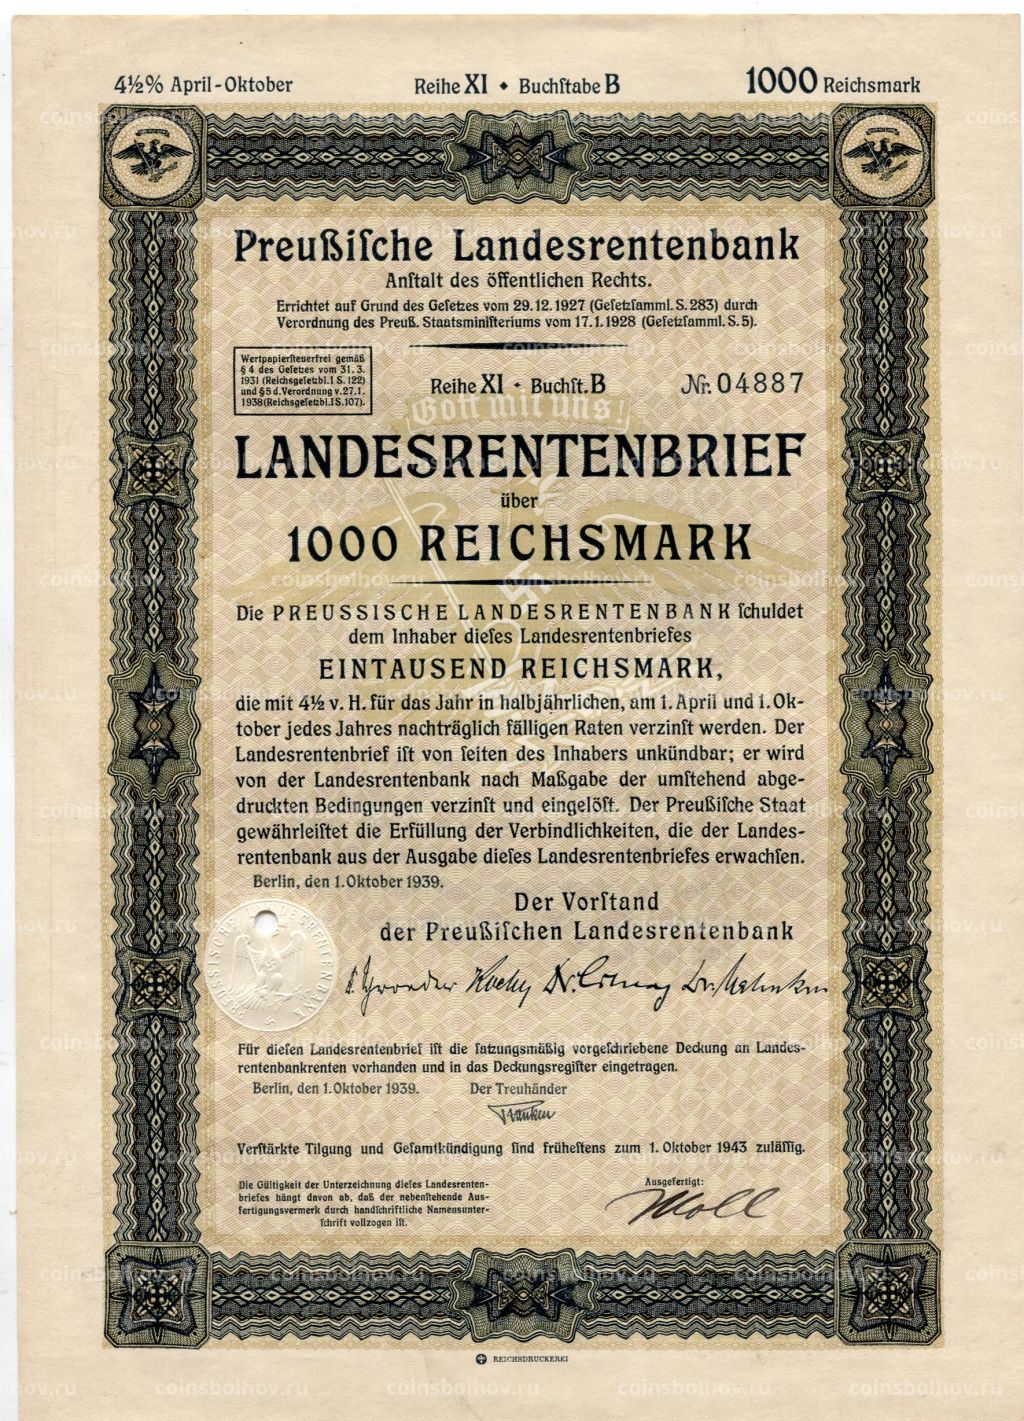 4½% April-Oktober Reihe XI ◆ Buchſtabe B 1000 Reichsmark
Preußiſche Landesrentenbank
Anſtalt des öffentlichen Rechts.
Errichtet auf Grund des Geſetzes vom 29.12.1927 (Geſetzſamml. S. 283) durch
Verordnung des Preuß. Staatsminiſteriums vom 17.1.1928 (Geſetzſamml. S. 5).
Wertpapierſteuerfrei gemäß
§ 4 des Geſetzes vom 31.3.
1931 (Reichsgeſetzbl. I S. 122)
und § 5 d. Verordnung v. 27.1.
1938 (Reichsgeſetzbl. I S. 107).
Reihe XI ◆ Buchſt. B Nr. 04887
Gott mit uns!
LANDESRENTENBRIEF
über
1000 REICHSMARK
Die PREUSSISCHE LANDESRENTENBANK ſchuldet
dem Inhaber dieſes Landesrentenbriefes
EINTAUSEND REICHSMARK,
die mit 4½ v. H. für das Jahr in halbjährlichen, am 1. April und 1. Ok-
tober jedes Jahres nachträglich fälligen Raten verzinſt werden. Der
Landesrentenbrief iſt von ſeiten des Inhabers unkündbar; er wird
von der Landesrentenbank nach Maßgabe der umſtehend abge-
druckten Bedingungen verzinſt und eingelöſt. Der Preußiſche Staat
gewährleiſtet die Erfüllung der Verbindlichkeiten, die der Landes-
rentenbank aus der Ausgabe dieſes Landesrentenbriefes erwachſen.
Berlin, den 1. Oktober 1939.
Der Vorſtand
der Preußiſchen Landesrentenbank
PREUSSISCHE LANDESRENTENBANK
Für dieſen Landesrentenbrief iſt die ſatzungsmäßig vorgeſchriebene Deckung an Landes-
rentenbankrenten vorhanden und in das Deckungsregiſter eingetragen.
Berlin, den 1. Oktober 1939. Der Treuhänder
Verſtärkte Tilgung und Geſamtkündigung ſind früheſtens zum 1. Oktober 1943 zuläſſig.
Die Gültigkeit der Unterzeichnung dieſes Landesrenten-
briefes hängt davon ab, daß der nebenſtehende Aus-
fertigungsvermerk durch handſchriftliche Namensunter-
ſchrift vollzogen iſt.
Ausgefertigt:
Moll
REICHSDRUCKEREI
coinsbolhov.ru